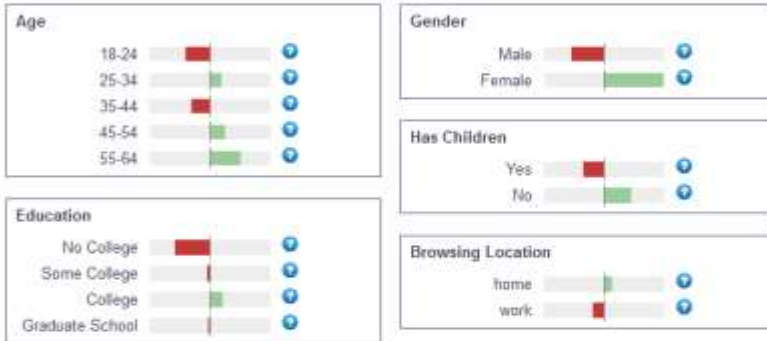 Age
18-24
25-34
35-44
45-54
55-64
Education
No College
Some College
College
Graduate School
Gender
Male
Female
Has Children
Yes
No
Browsing Location
home
work